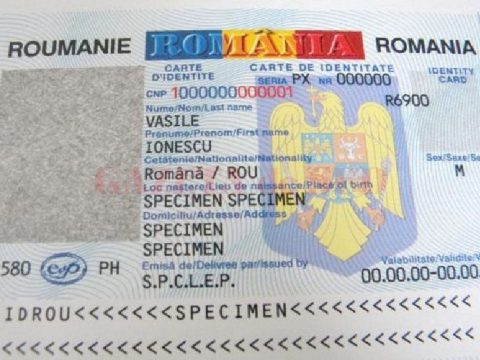 ROUMANIE ROMÂNIA ROMANIA
CARTE D'IDENTITE CARTE DE IDENTITATE IDENTITY CARD
SERIA PX NR 000000
CNP 1000000000001 R6900
Nume/Nom/Last name
VASILE
Prenume/Prenom/First name
IONESCU
Cetăţenie/Nationalite/Nationality Sex/Sexe/Se
Română / ROU M
Loc naştere/Lieu de naissance/Place of birth
SPECIMEN SPECIMEN
Domiciliu/Adresse/Address
SPECIMEN
SPECIMEN Valabilitate/Validite/V
580 PH Emisă de/Delivree par/Issued by 00.00.00-00.00.
S.P.C.L.E.P.
IDROU<<<<<SPECIMEN<<<<<<<<<<<<<<<
<<<<<<<<<<<<<<<<<<<<<<<<<<<<<